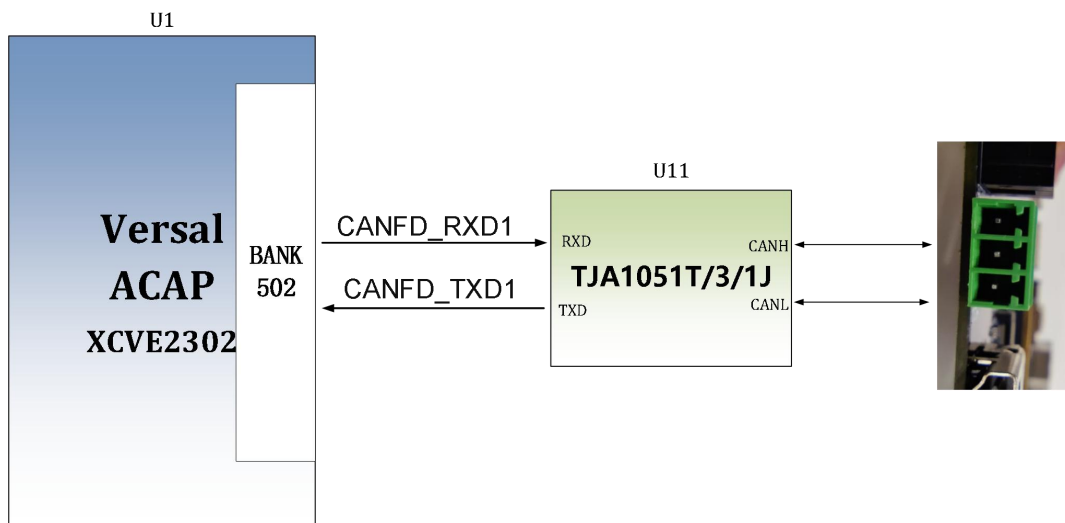 U1
Versal
ACAP
XCVE2302
BANK
502
CANFD_RXD1
CANFD_TXD1
U11
RXD
CANH
TJA1051T/3/1J
TXD
CANL